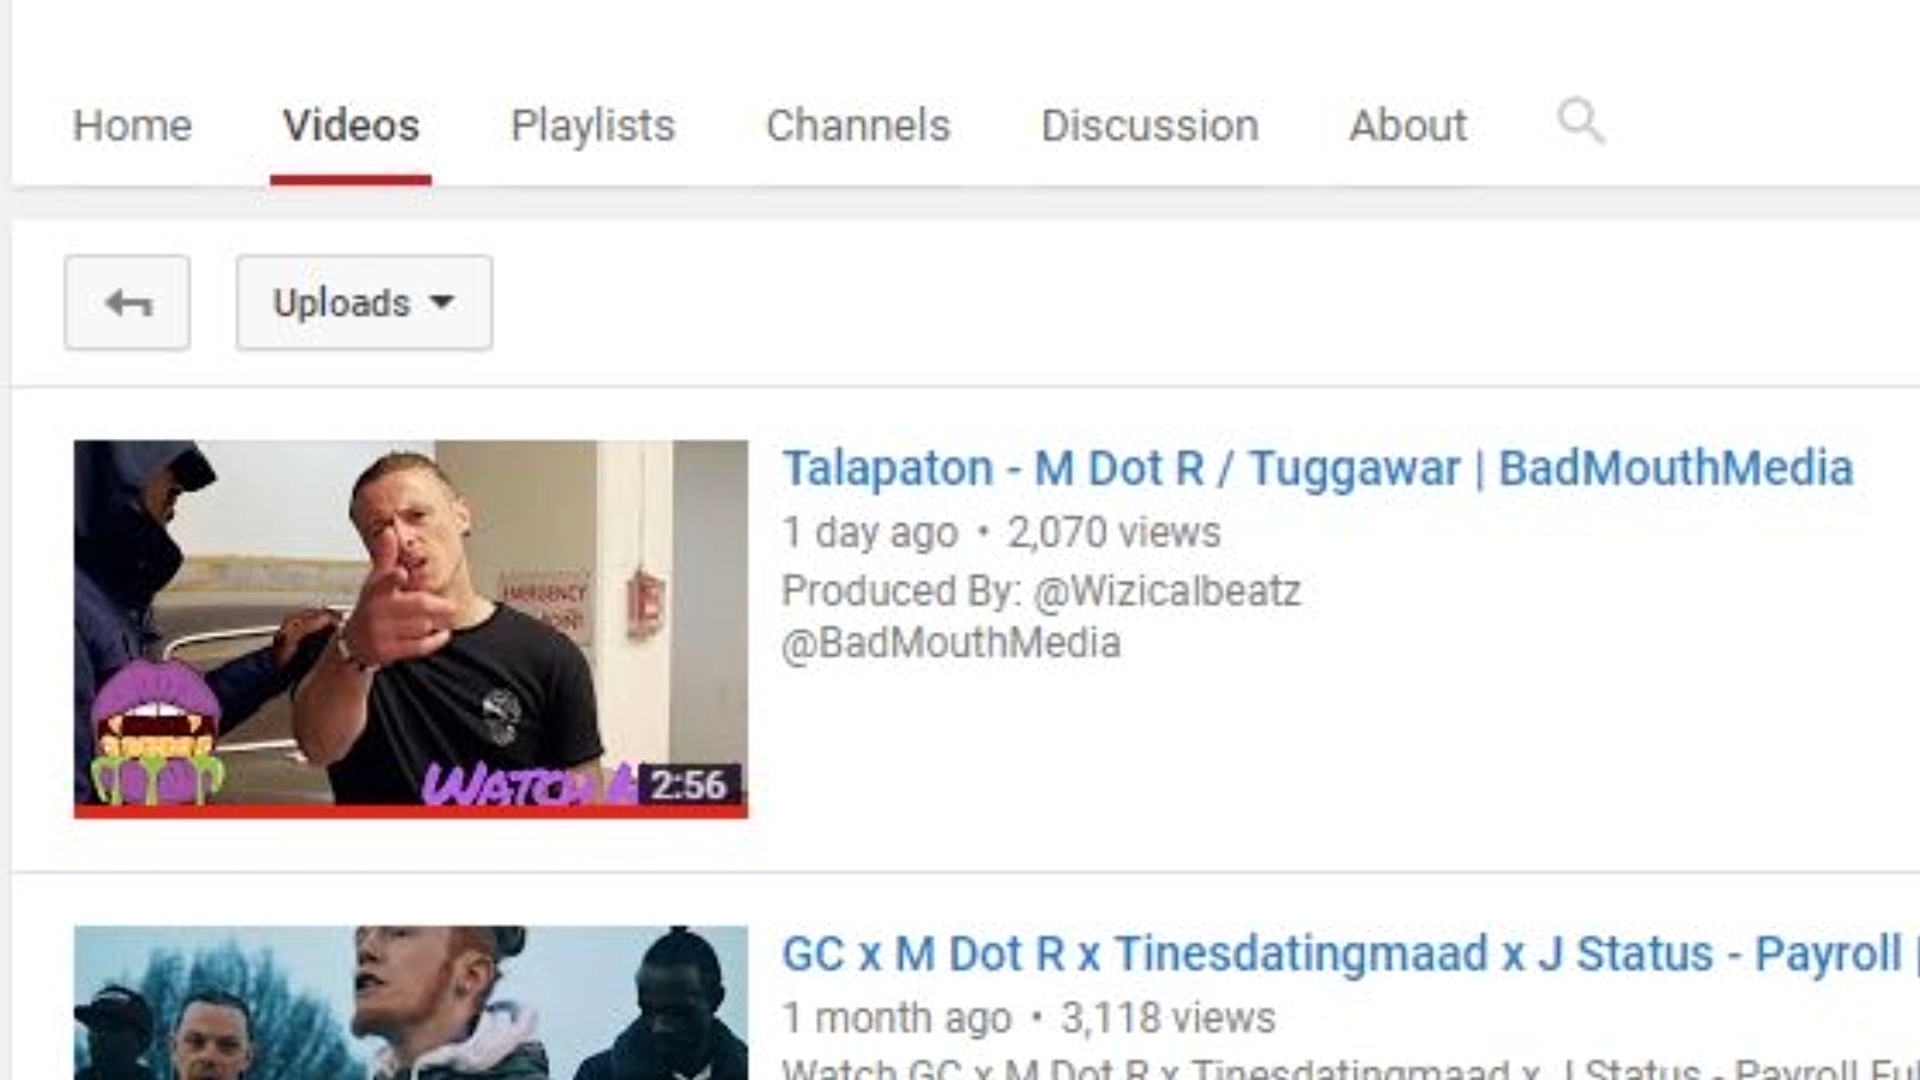 Home Videos Playlists Channels Discussion About
Uploads
EMERGENCY
WATCH
2:56
Talapaton - M Dot R / Tuggawar | BadMouthMedia
1 day ago • 2,070 views
Produced By: @Wizicalbeatz
@BadMouthMedia
GC x M Dot R x Tinesdatingmaad x J Status - Payroll |
1 month ago • 3,118 views
Watch GC x M Dot R x Tinesdatingmaad x J Status - Payroll